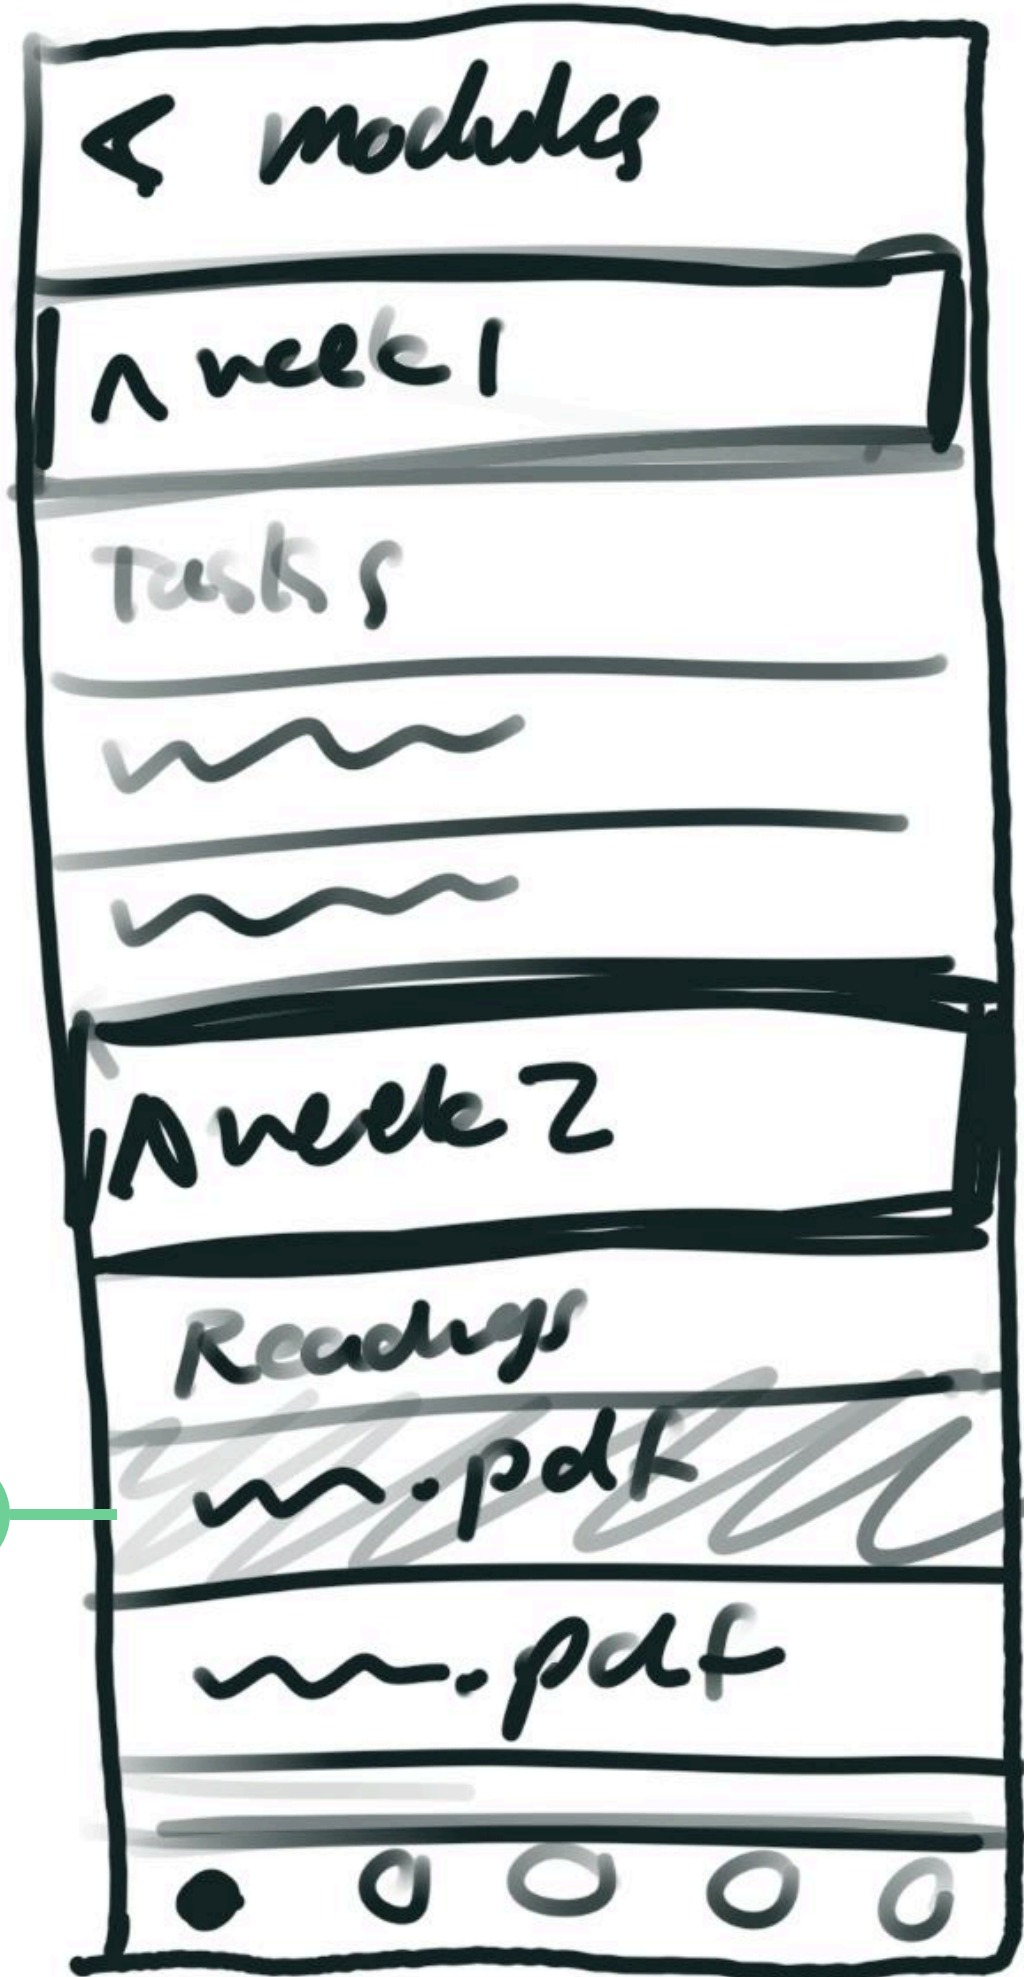 < Modules
^ Week 1
Tasks
^ Week 2
Readings
.pdf
.pdf